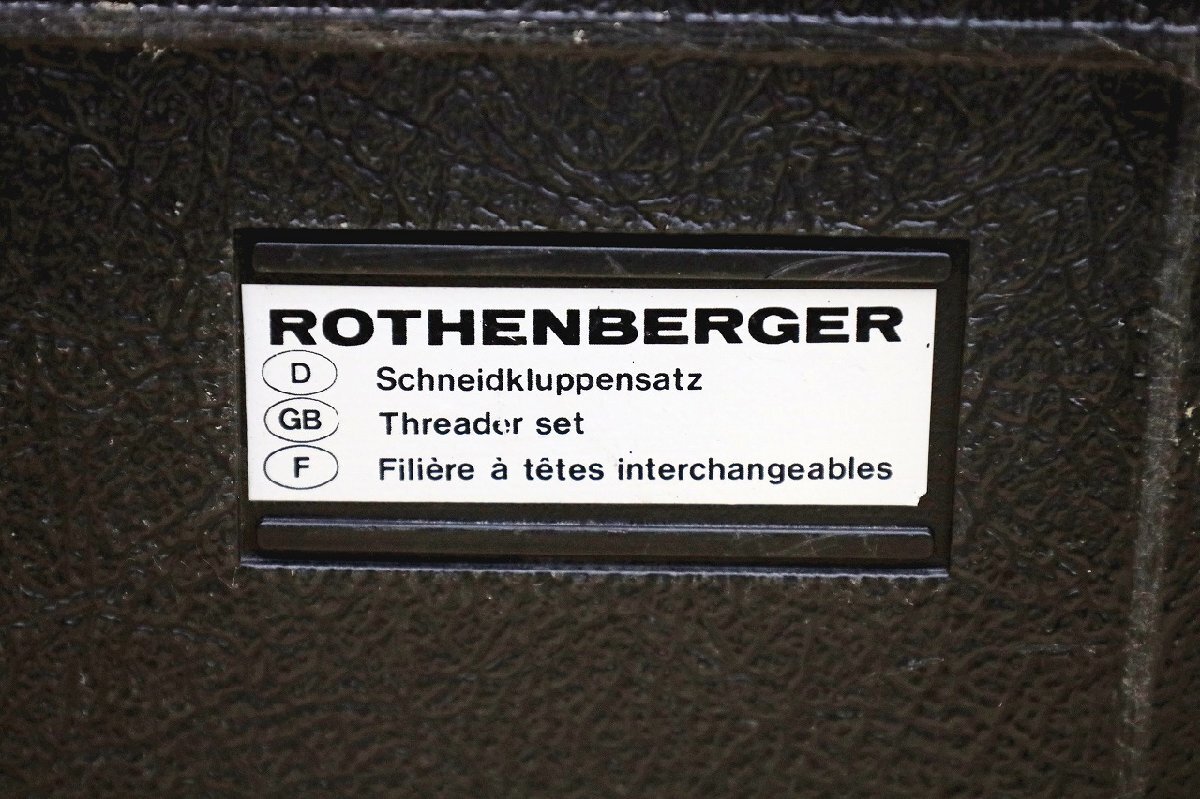 ROTHENBERGER
D Schneidkluppensatz
GB Threader set
F Filière à têtes interchangeables